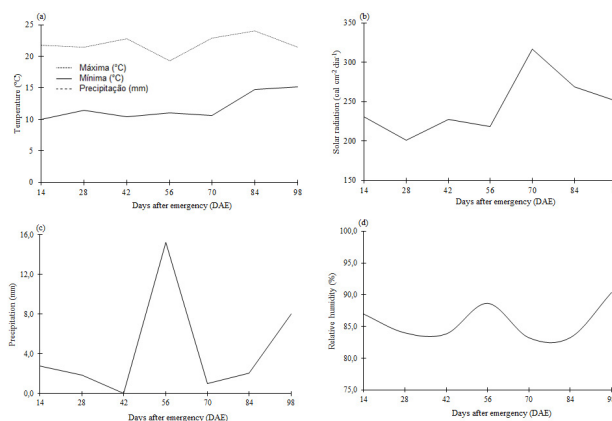 (a)
25
20
15
10
5
0
Temperature (°C)
Máxima (°C)
Mínima (°C)
Precipitação (mm)
14 28 42 56 70 84 98
Days after emergency (DAE)
(b)
350
300
250
200
150
Solar radiation (cal cm⁻² dia⁻¹)
14 28 42 56 70 84
Days after emergency (DAE)
(c)
16,0
12,0
8,0
4,0
0,0
Precipitation (mm)
14 28 42 56 70 84 98
Days after emergency (DAE)
(d)
100,0
95,0
90,0
85,0
80,0
75,0
Relative humidity (%)
14 28 42 56 70 84
Days after emergency (DAE)